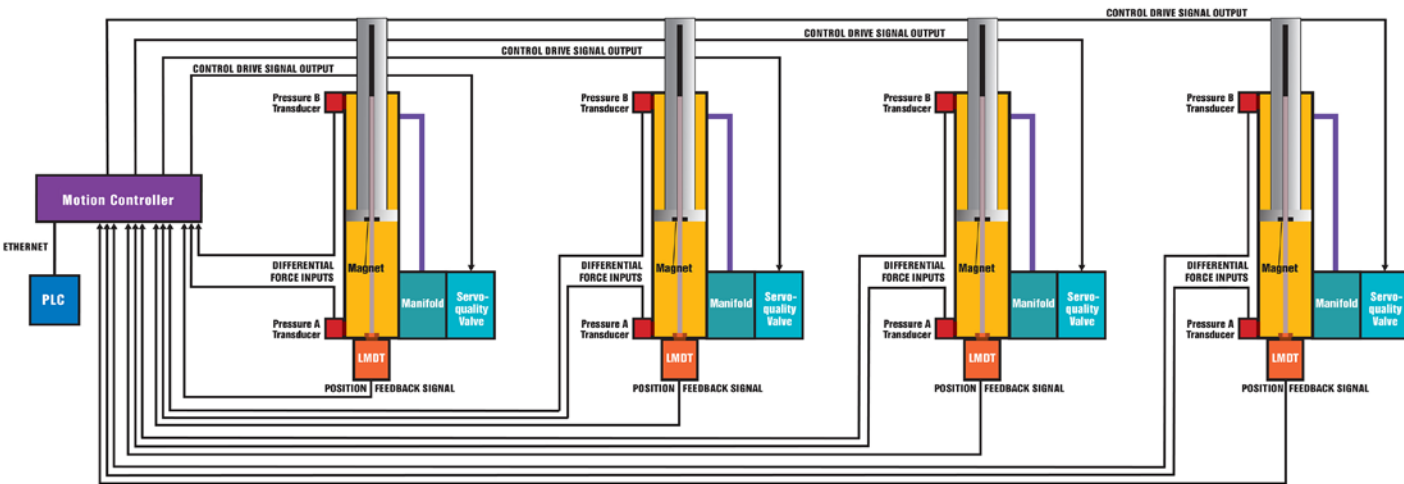 CONTROL DRIVE SIGNAL OUTPUT
CONTROL DRIVE SIGNAL OUTPUT
CONTROL DRIVE SIGNAL OUTPUT
CONTROL DRIVE SIGNAL OUTPUT
Motion Controller
ETHERNET
PLC
Pressure B
Transducer
DIFFERENTIAL
FORCE INPUTS
Magnet
Manifold
Servo-
quality
Valve
Pressure A
Transducer
LMDT
POSITION FEEDBACK SIGNAL
Pressure B
Transducer
DIFFERENTIAL
FORCE INPUTS
Magnet
Manifold
Servo-
quality
Valve
Pressure A
Transducer
LMDT
POSITION FEEDBACK SIGNAL
Pressure B
Transducer
DIFFERENTIAL
FORCE INPUTS
Magnet
Manifold
Servo-
quality
Valve
Pressure A
Transducer
LMDT
POSITION FEEDBACK SIGNAL
Pressure B
Transducer
DIFFERENTIAL
FORCE INPUTS
Magnet
Manifold
Servo-
quality
Valve
Pressure A
Transducer
LMDT
POSITION FEEDBACK SIGNAL